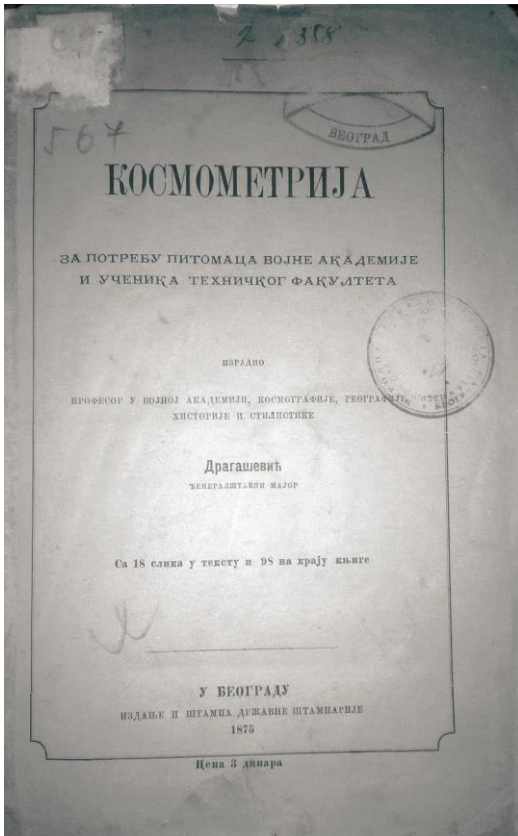 358
567
БЕОГРАД
КОСМОМЕТРИЈА
ЗА ПОТРЕБУ ПИТОМАЦА ВОЈНЕ АКАДЕМИЈЕ
И УЧЕНИКА ТЕХНИЧКОГ ФАКУЛТЕТА
ИЗРАДИО
ПРОФЕСОР У ВОЈНОЈ АКАДЕМИЈИ, КОСМОГРАФИЈЕ, ГЕОГРАФИЈЕ,
ХИСТОРИЈЕ И СТИЛИСТИКЕ
Драгашевић
ЂЕНЕРАЛШТАБНИ МАЈОР
Са 18 слика у тексту и 98 на крају књиге
У БЕОГРАДУ
ИЗДАЊЕ И ШТАМПА ДРЖАВНЕ ШТАМПАРИЈЕ
1875
Цена 3 динара